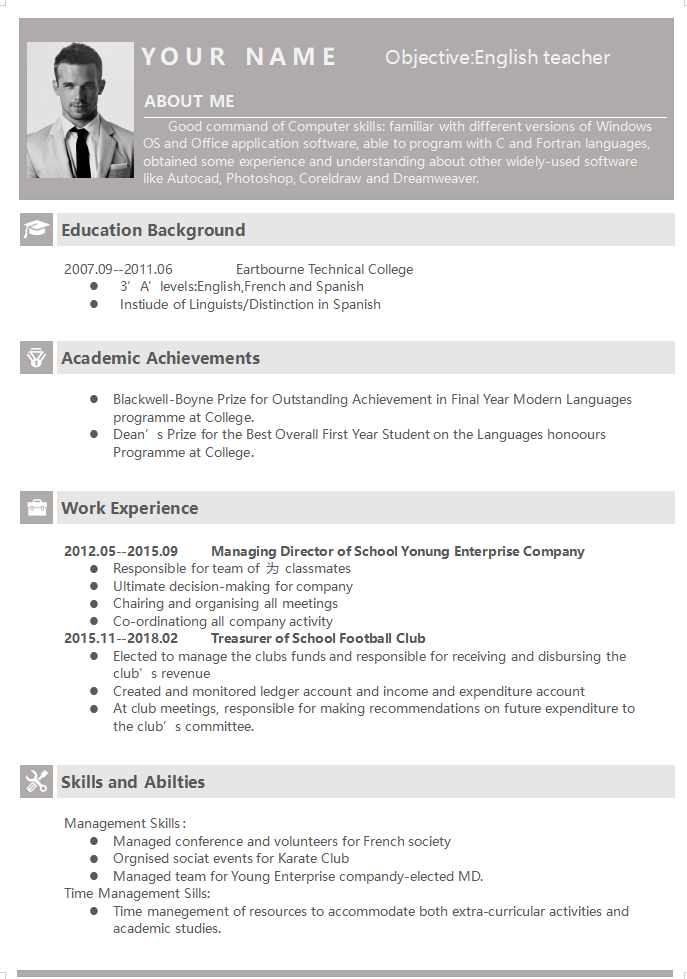 YOUR NAME
Objective:English teacher
ABOUT ME
Good command of Computer skills: familiar with different versions of Windows
OS and Office application software, able to program with C and Fortran languages,
obtained some experience and understanding about other widely-used software
like Autocad, Photoshop, Coreldraw and Dreamweaver.
Education Background
2007.09--2011.06 Eartbourne Technical College
● 3’ A’ levels:English,French and Spanish
● Instiude of Linguists/Distinction in Spanish
Academic Achievements
● Blackwell-Boyne Prize for Outstanding Achievement in Final Year Modern Languages
programme at College.
● Dean’s Prize for the Best Overall First Year Student on the Languages honoours
Programme at College.
Work Experience
2012.05--2015.09 Managing Director of School Yonung Enterprise Company
● Responsible for team of 为 classmates
● Ultimate decision-making for company
● Chairing and organising all meetings
● Co-ordinationg all company activity
2015.11--2018.02 Treasurer of School Football Club
● Elected to manage the clubs funds and responsible for receiving and disbursing the
club’s revenue
● Created and monitored ledger account and income and expenditure account
● At club meetings, responsible for making recommendations on future expenditure to
the club’s committee.
Skills and Abilties
Management Skills:
● Managed conference and volunteers for French society
● Orgnised sociat events for Karate Club
● Managed team for Young Enterprise compandy-elected MD.
Time Management Sills:
● Time manegement of resources to accommodate both extra-curricular activities and
academic studies.